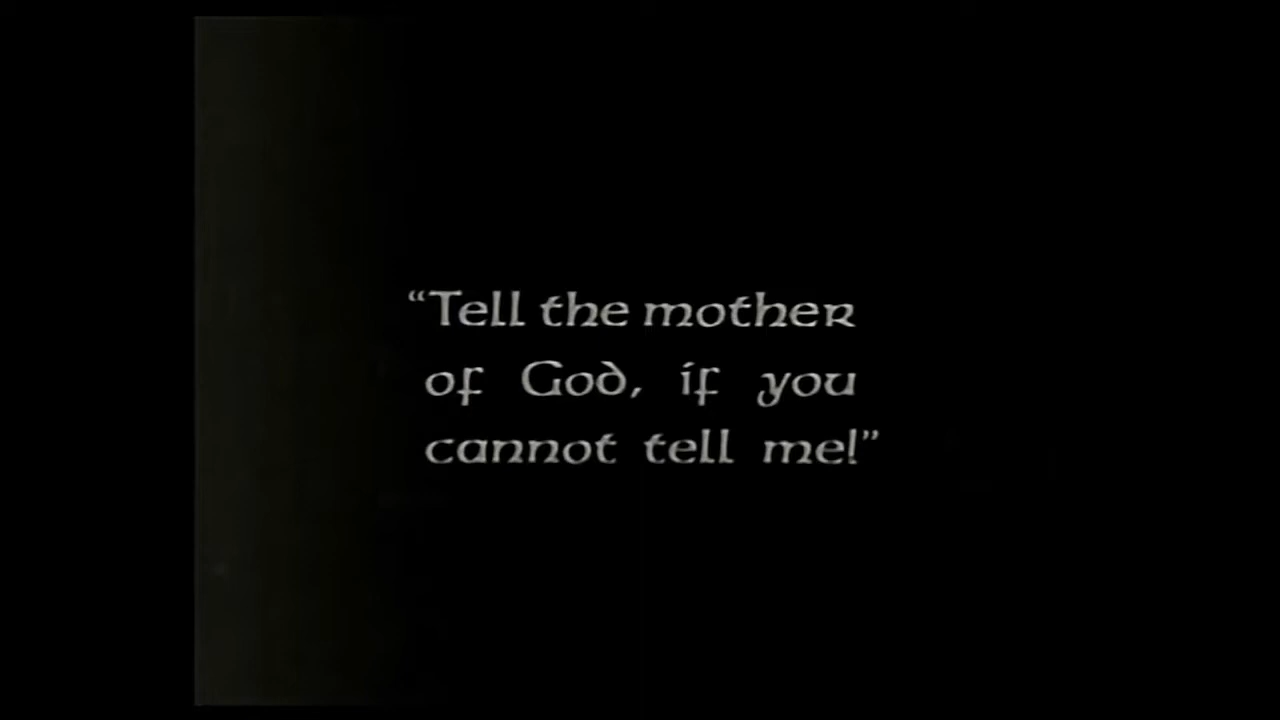 “Tell the mother
of God, if you
cannot tell me!”